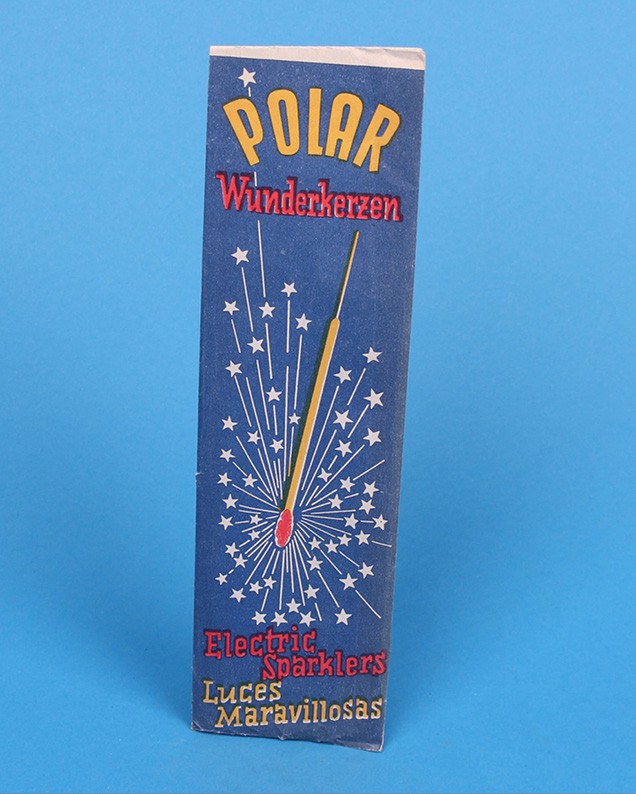 POLAR
Wunderkerzen
Electric
Sparklers
Luces
Maravillosas